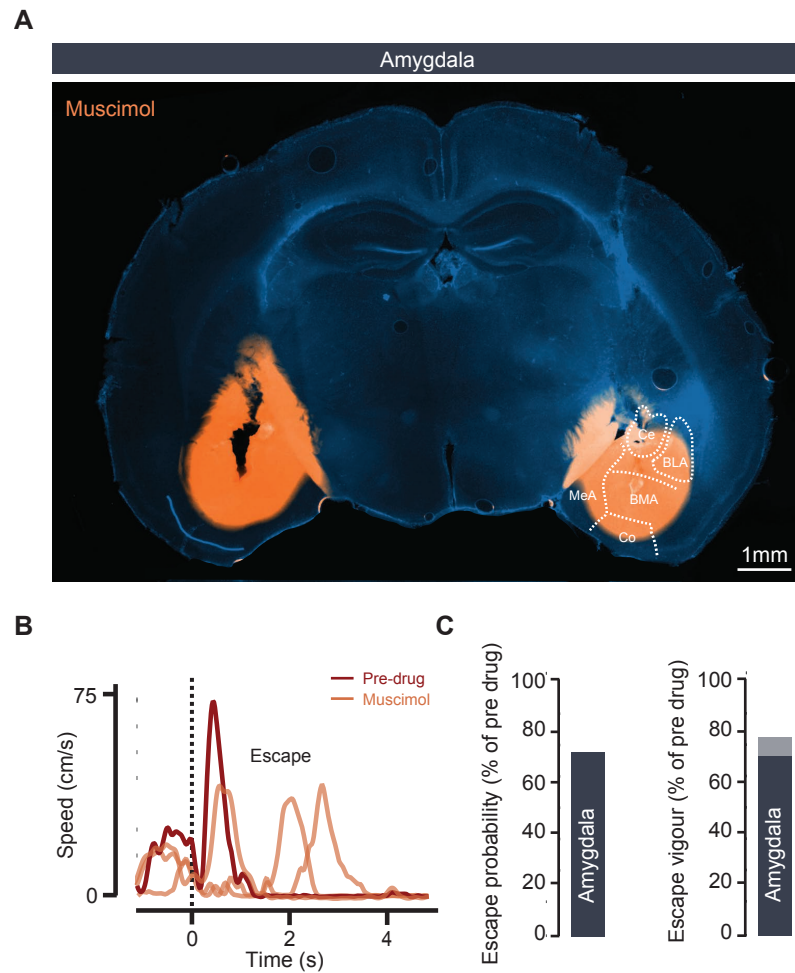 A
Amygdala
Muscimol
Ce
BLA
MeA
BMA
Co
1mm
B
75
Speed (cm/s)
0
Pre-drug
Muscimol
Escape
0
2
4
Time (s)
C
Escape probability (% of pre drug)
100
80
60
40
20
0
Amygdala
Escape vigour (% of pre drug)
100
80
60
40
20
0
Amygdala